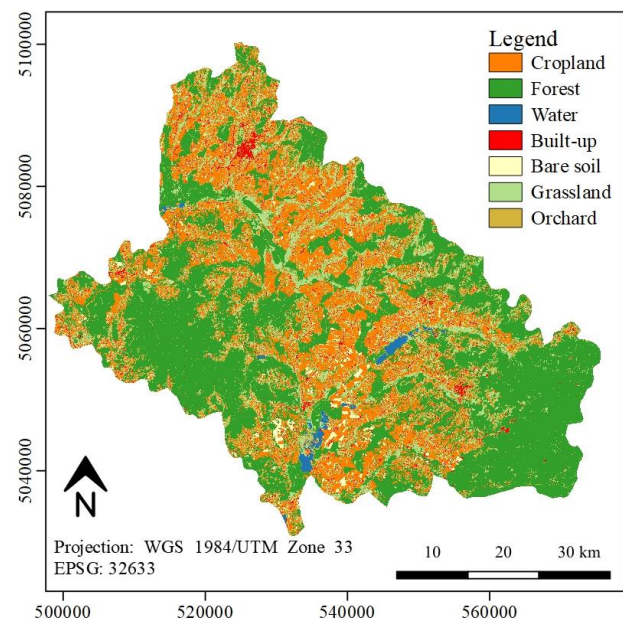 5100000
5080000
5060000
5040000
Legend
Cropland
Forest
Water
Built-up
Bare soil
Grassland
Orchard
N
Projection: WGS 1984/UTM Zone 33
EPSG: 32633
10 20 30 km
500000 520000 540000 560000